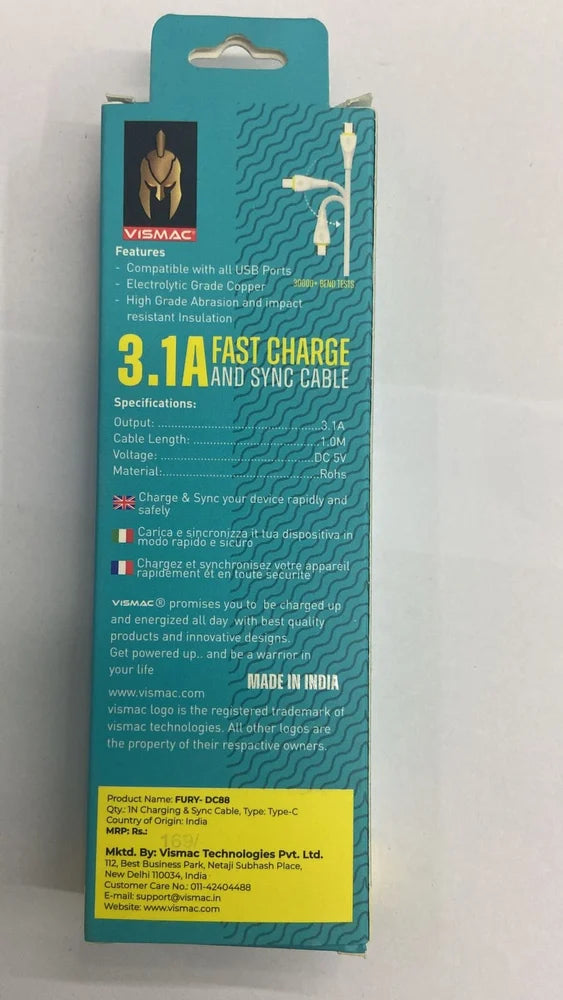 VISMAC®
Features
- Compatible with all USB Ports
- Electrolytic Grade Copper
- High Grade Abrasion and impact
resistant Insulation
30000+ BEND TESTS
3.1A FAST CHARGE
AND SYNC CABLE
Specifications:
Output: ................................................3.1A
Cable Length: ...................................1.0M
Voltage: .............................................DC 5V
Material:............................................Rohs
Charge & Sync your device rapidly and
safely
Carica e sincronizza it tua dispositiva in
modo rapido e sicuro
Chargez et synchronisez votre appareil
rapidement et en toute sécurité
VISMAC® promises you to be charged up
and energized all day with best quality
products and innovative designs.
Get powered up.. and be a warrior in
your life
MADE IN INDIA
www.vismac.com
vismac logo is the registered trademark of
vismac technologies. All other logos are
the property of their respective owners.
Product Name: FURY- DC88
Qty.: 1N Charging & Sync Cable, Type: Type-C
Country of Origin: India
MRP: Rs.:
169/
Mktd. By: Vismac Technologies Pvt. Ltd.
112, Best Business Park, Netaji Subhash Place,
New Delhi 110034, India
Customer Care No.: 011-42404488
E-mail: support@vismac.in
Website: www.vismac.com